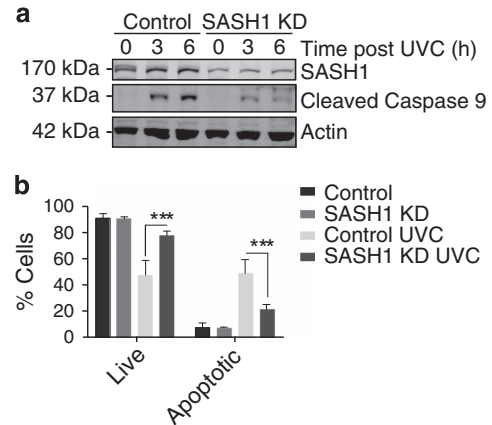 a
Control SASH1 KD
0 3 6 0 3 6 Time post UVC (h)
170 kDa SASH1
37 kDa Cleaved Caspase 9
42 kDa Actin
b
% Cells
100
80
60
40
20
0
***
***
Live
Apoptotic
Control
SASH1 KD
Control UVC
SASH1 KD UVC